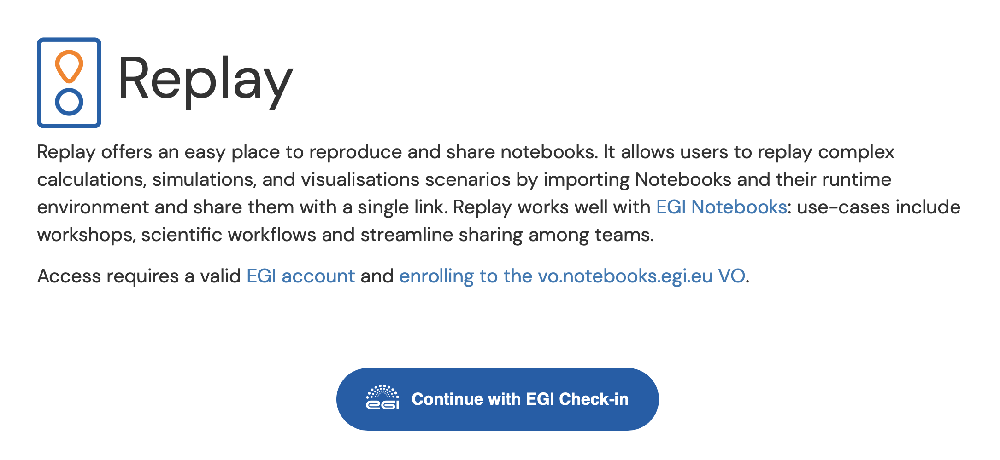 Replay
Replay offers an easy place to reproduce and share notebooks. It allows users to replay complex
calculations, simulations, and visualisations scenarios by importing Notebooks and their runtime
environment and share them with a single link. Replay works well with EGI Notebooks: use-cases include
workshops, scientific workflows and streamline sharing among teams.
Access requires a valid EGI account and enrolling to the vo.notebooks.egi.eu VO.
eGI Continue with EGI Check-in